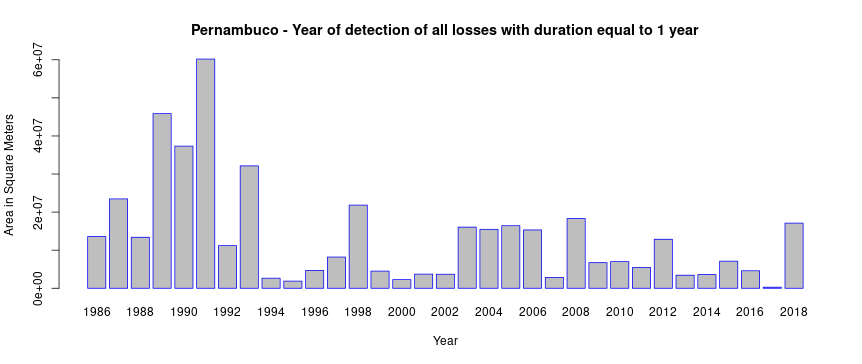 Pernambuco - Year of detection of all losses with duration equal to 1 year
Area in Square Meters
6e+07
4e+07
2e+07
0e+00
1986 1988 1990 1992 1994 1996 1998 2000 2002 2004 2006 2008 2010 2012 2014 2016 2018
Year